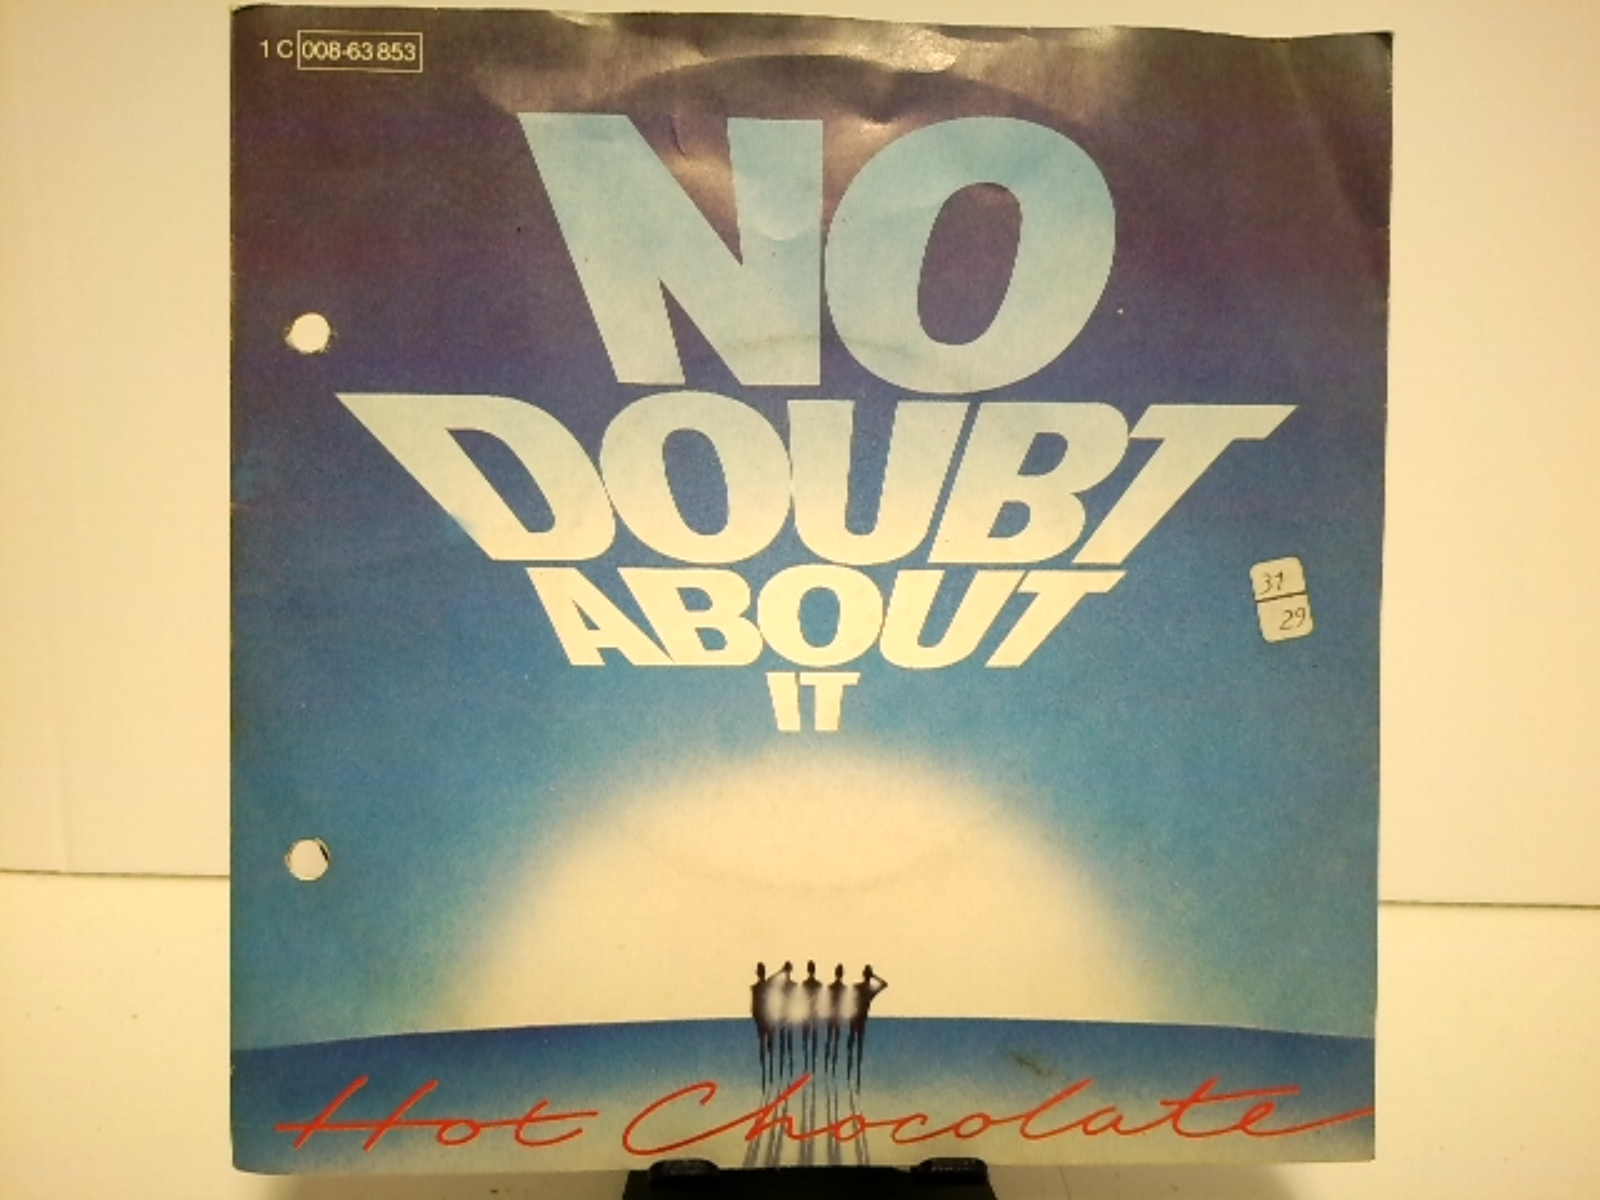 1 C 008-63 853
NO
DOUBT
ABOUT
IT
31
29
Hot Chocolate